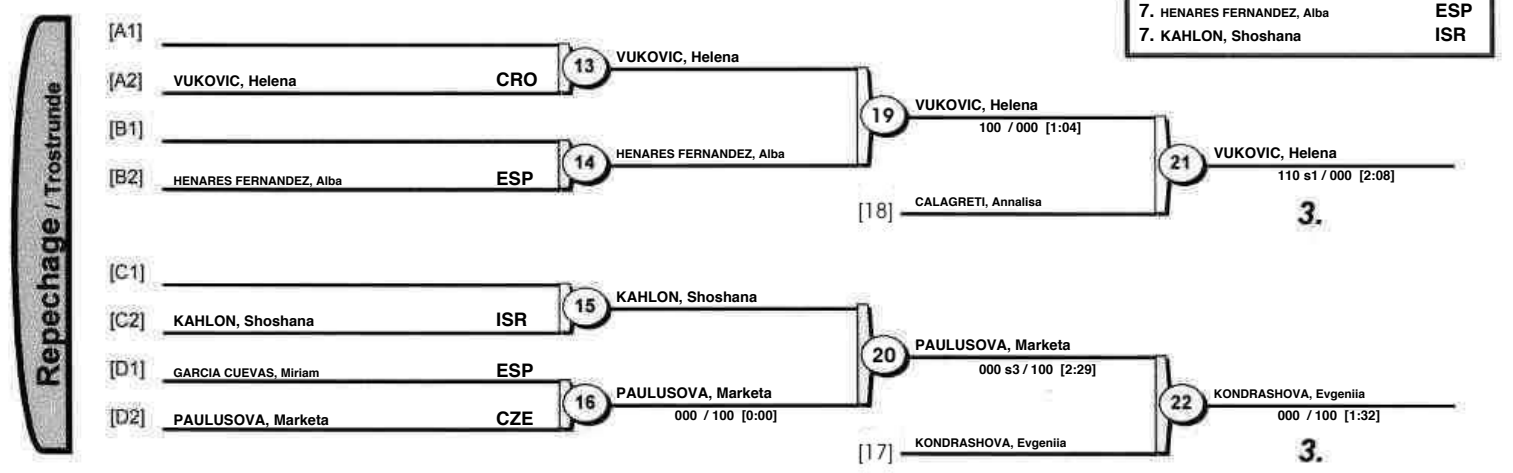 7. HENARES FERNANDEZ, Alba ESP
7. KAHLON, Shoshana ISR
Repechage / Trostrunde
[A1]
[A2] VUKOVIC, Helena CRO
13 VUKOVIC, Helena
[B1]
[B2] HENARES FERNANDEZ, Alba ESP
14 HENARES FERNANDEZ, Alba
19 VUKOVIC, Helena
100 / 000 [1:04]
[18] CALAGRETI, Annalisa
21 VUKOVIC, Helena
110 s1 / 000 [2:08]
3.
[C1]
[C2] KAHLON, Shoshana ISR
15 KAHLON, Shoshana
[D1] GARCIA CUEVAS, Miriam ESP
[D2] PAULUSOVA, Marketa CZE
16 PAULUSOVA, Marketa
000 / 100 [0:00]
20 PAULUSOVA, Marketa
000 s3 / 100 [2:29]
[17] KONDRASHOVA, Evgeniia
22 KONDRASHOVA, Evgeniia
000 / 100 [1:32]
3.